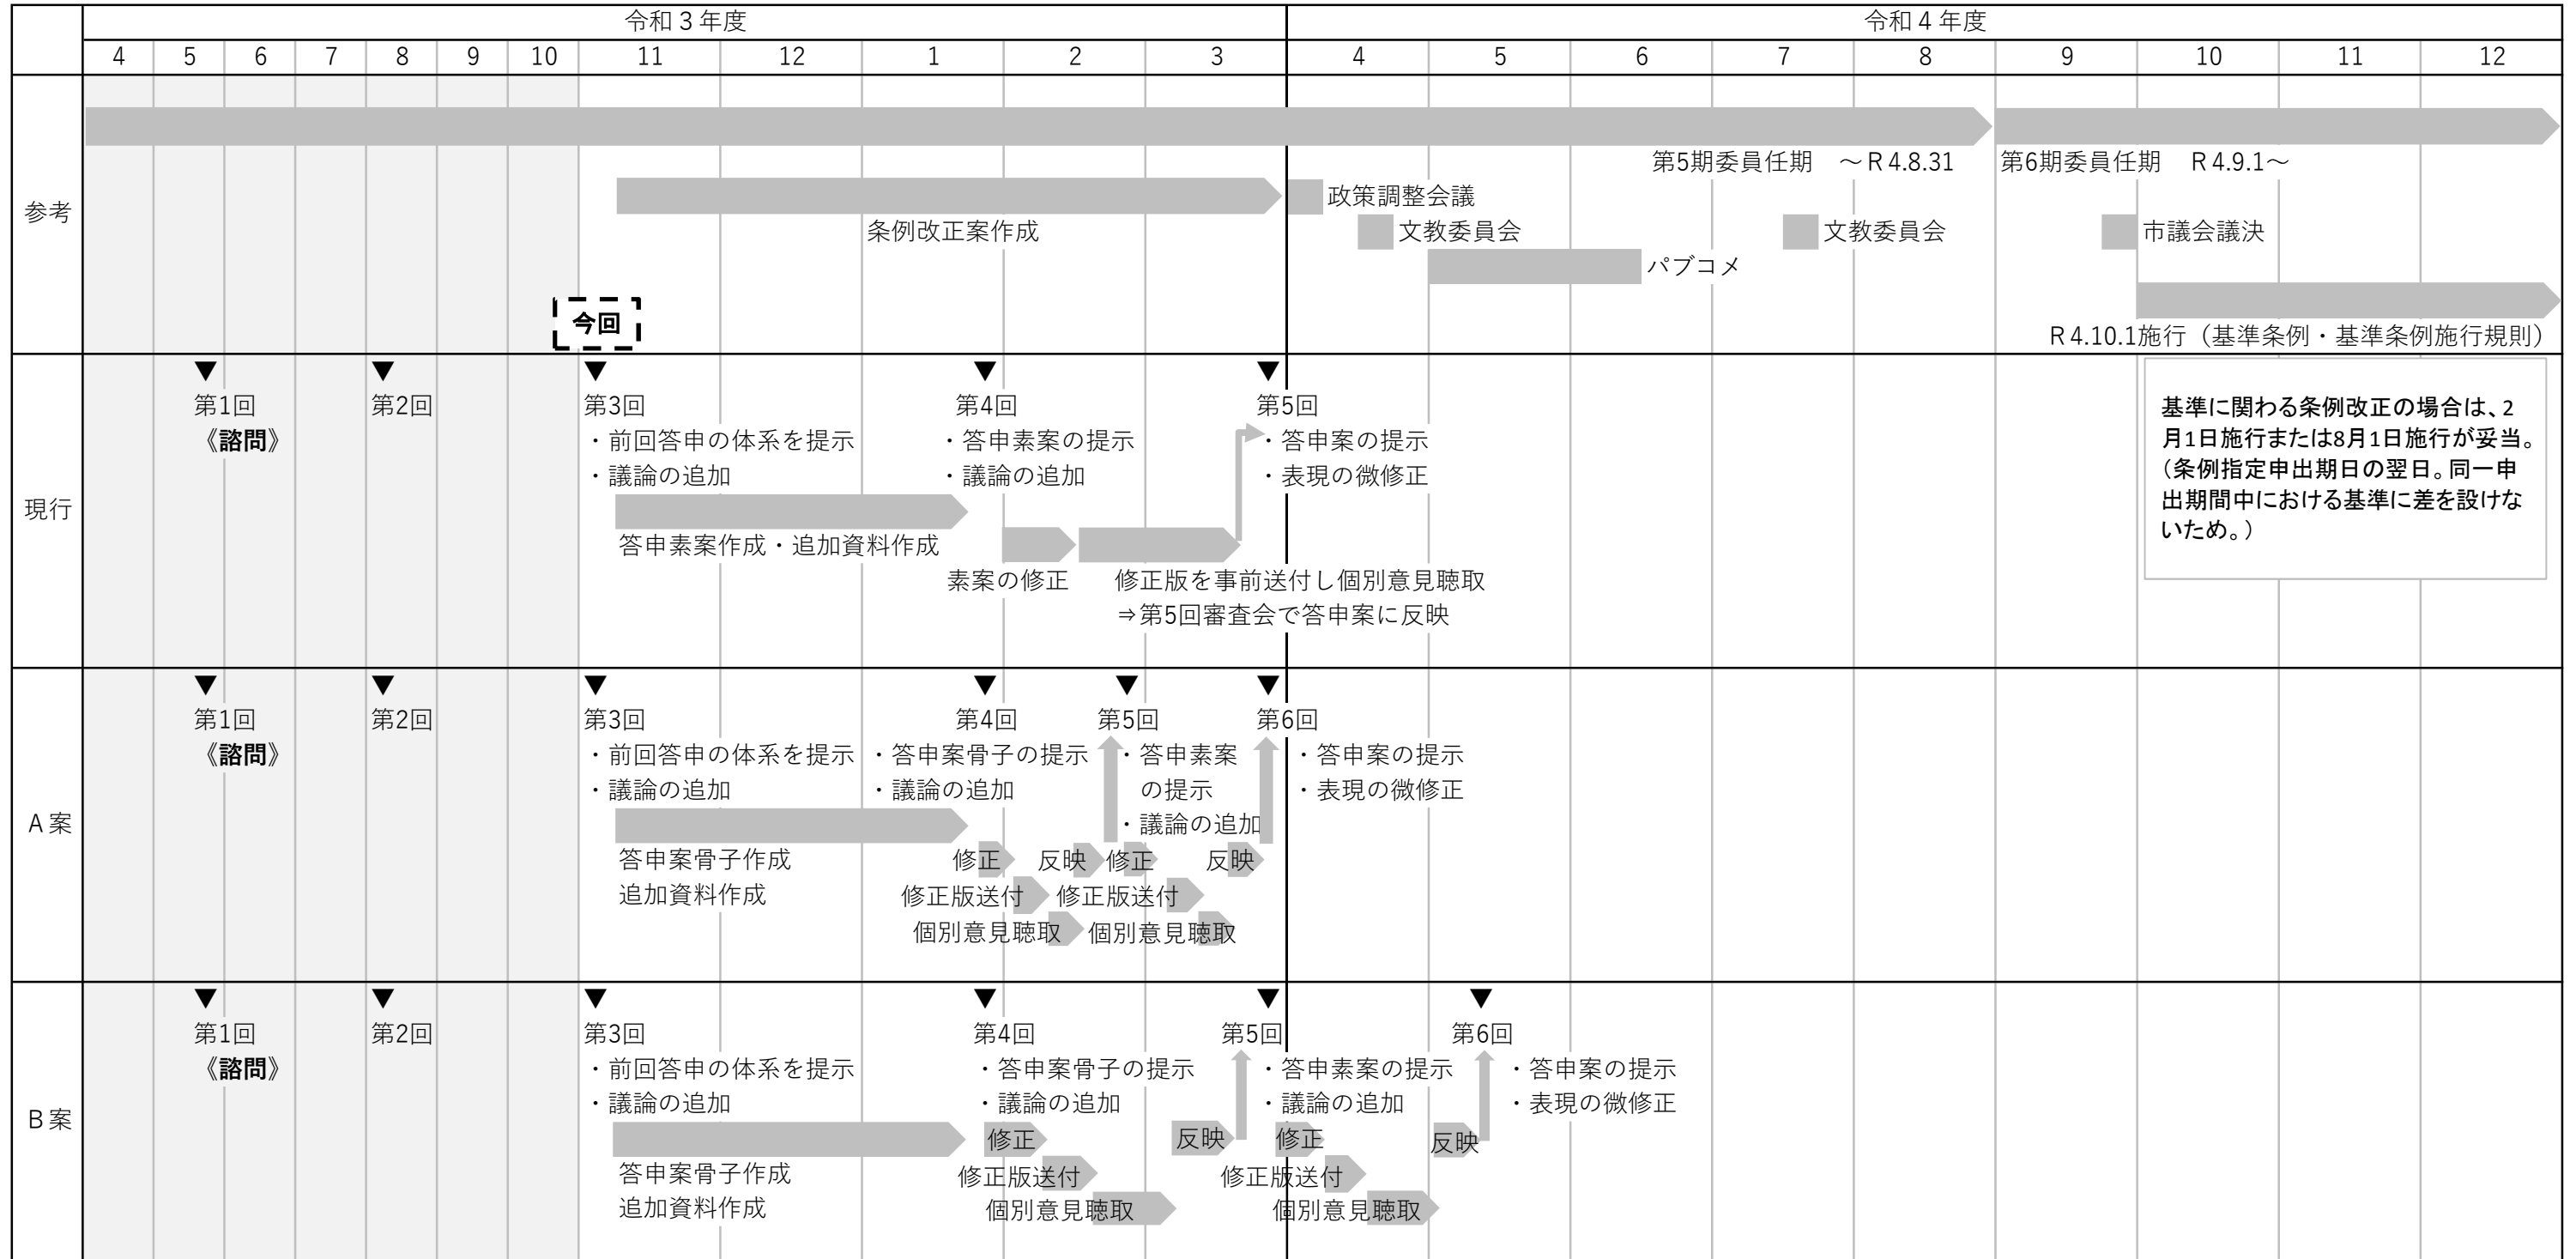 令和３年度
令和４年度
4 5 6 7 8 9 10 11 12 1 2 3 4 5 6 7 8 9 10 11 12
参考
第5期委員任期　～Ｒ4.8.31
第6期委員任期　Ｒ4.9.1～
条例改正案作成
政策調整会議
文教委員会
文教委員会
市議会議決
パブコメ
Ｒ4.10.1施行（基準条例・基準条例施行規則）
今回
現行
第1回
《諮問》
第2回
第3回
・前回答申の体系を提示
・議論の追加
答申素案作成・追加資料作成
第4回
・答申素案の提示
・議論の追加
素案の修正
修正版を事前送付し個別意見聴取
⇒第5回審査会で答申案に反映
第5回
・答申案の提示
・表現の微修正
基準に関わる条例改正の場合は、2
月1日施行または8月1日施行が妥当。
（条例指定申出期日の翌日。同一申
出期間中における基準に差を設けな
いため。）
Ａ案
第1回
《諮問》
第2回
第3回
・前回答申の体系を提示
・議論の追加
答申案骨子作成
追加資料作成
第4回
・答申案骨子の提示
・議論の追加
修正
修正版送付
個別意見聴取
反映
第5回
・答申素案
の提示
・議論の追加
修正
修正版送付
個別意見聴取
反映
第6回
・答申案の提示
・表現の微修正
Ｂ案
第1回
《諮問》
第2回
第3回
・前回答申の体系を提示
・議論の追加
答申案骨子作成
追加資料作成
第4回
・答申案骨子の提示
・議論の追加
修正
修正版送付
個別意見聴取
反映
第5回
・答申素案の提示
・議論の追加
修正
修正版送付
個別意見聴取
反映
第6回
・答申案の提示
・表現の微修正